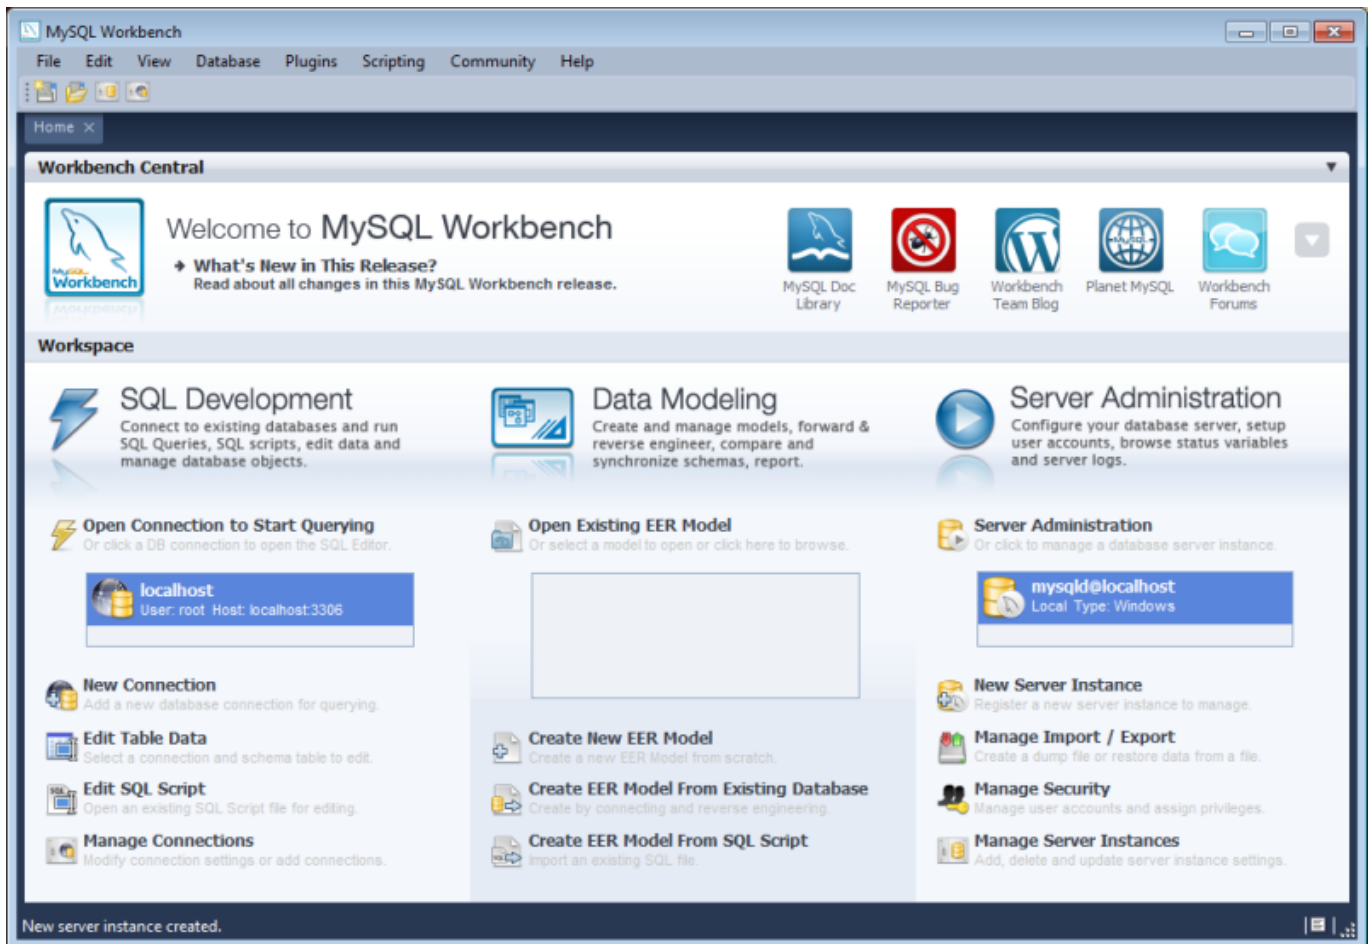 MySQL Workbench
File Edit View Database Plugins Scripting Community Help
Home
Workbench Central
MySQL
Workbench
Welcome to MySQL Workbench
What's New in This Release?
Read about all changes in this MySQL Workbench release.
MySQL Doc
Library
MySQL Bug
Reporter
Workbench
Team Blog
MySQL
Planet MySQL
Workbench
Forums
Workspace
SQL Development
Connect to existing databases and run
SQL Queries, SQL scripts, edit data and
manage database objects.
Open Connection to Start Querying
Or click a DB connection to open the SQL Editor.
localhost
User: root Host: localhost:3306
New Connection
Add a new database connection for querying.
Edit Table Data
Select a connection and schema table to edit.
Edit SQL Script
Open an existing SQL Script file for editing.
Manage Connections
Modify connection settings or add connections.
Data Modeling
Create and manage models, forward &
reverse engineer, compare and
synchronize schemas, report.
Open Existing EER Model
Or select a model to open or click here to browse.
Create New EER Model
Create a new EER Model from scratch.
Create EER Model From Existing Database
Create by connecting and reverse engineering.
Create EER Model From SQL Script
Import an existing SQL file.
Server Administration
Configure your database server, setup
user accounts, browse status variables
and server logs.
Server Administration
Or click to manage a database server instance.
mysqld@localhost
Local Type: Windows
New Server Instance
Register a new server instance to manage.
Manage Import / Export
Create a dump file or restore data from a file.
Manage Security
Manage user accounts and assign privileges.
Manage Server Instances
Add, delete and update server instance settings.
New server instance created.